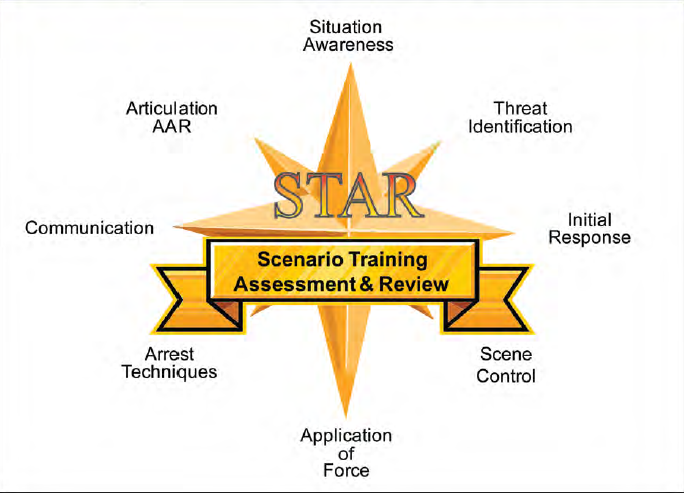 Situation
Awareness
Articulation
AAR
Threat
Identification
STAR
Communication
Initial
Response
Scenario Training
Assessment & Review
Arrest
Techniques
Scene
Control
Application
of
Force